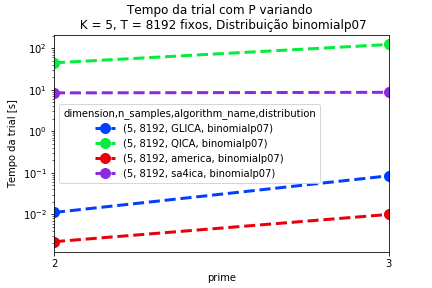 Tempo da trial com P variando
K = 5, T = 8192 fixos, Distribuição binomialp07
10²
10¹
10⁰
10⁻¹
10⁻²
Tempo da trial [s]
dimension,n_samples,algorithm_name,distribution
(5, 8192, GLICA, binomialp07)
(5, 8192, QICA, binomialp07)
(5, 8192, america, binomialp07)
(5, 8192, sa4ica, binomialp07)
2
3
prime